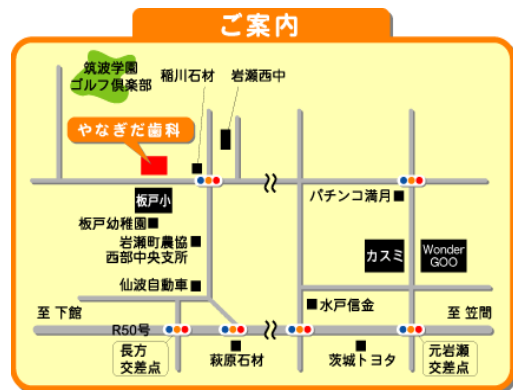 ご案内
筑波学園
ゴルフ倶楽部
稲川石材
岩瀬西中
やなぎだ歯科
板戸小
パチンコ満月
板戸幼稚園
岩瀬町農協
西部中央支所
カスミ
Wonder
GOO
仙波自動車
水戸信金
至 下館
至 笠間
R50号
長方
交差点
萩原石材
茨城トヨタ
元岩瀬
交差点